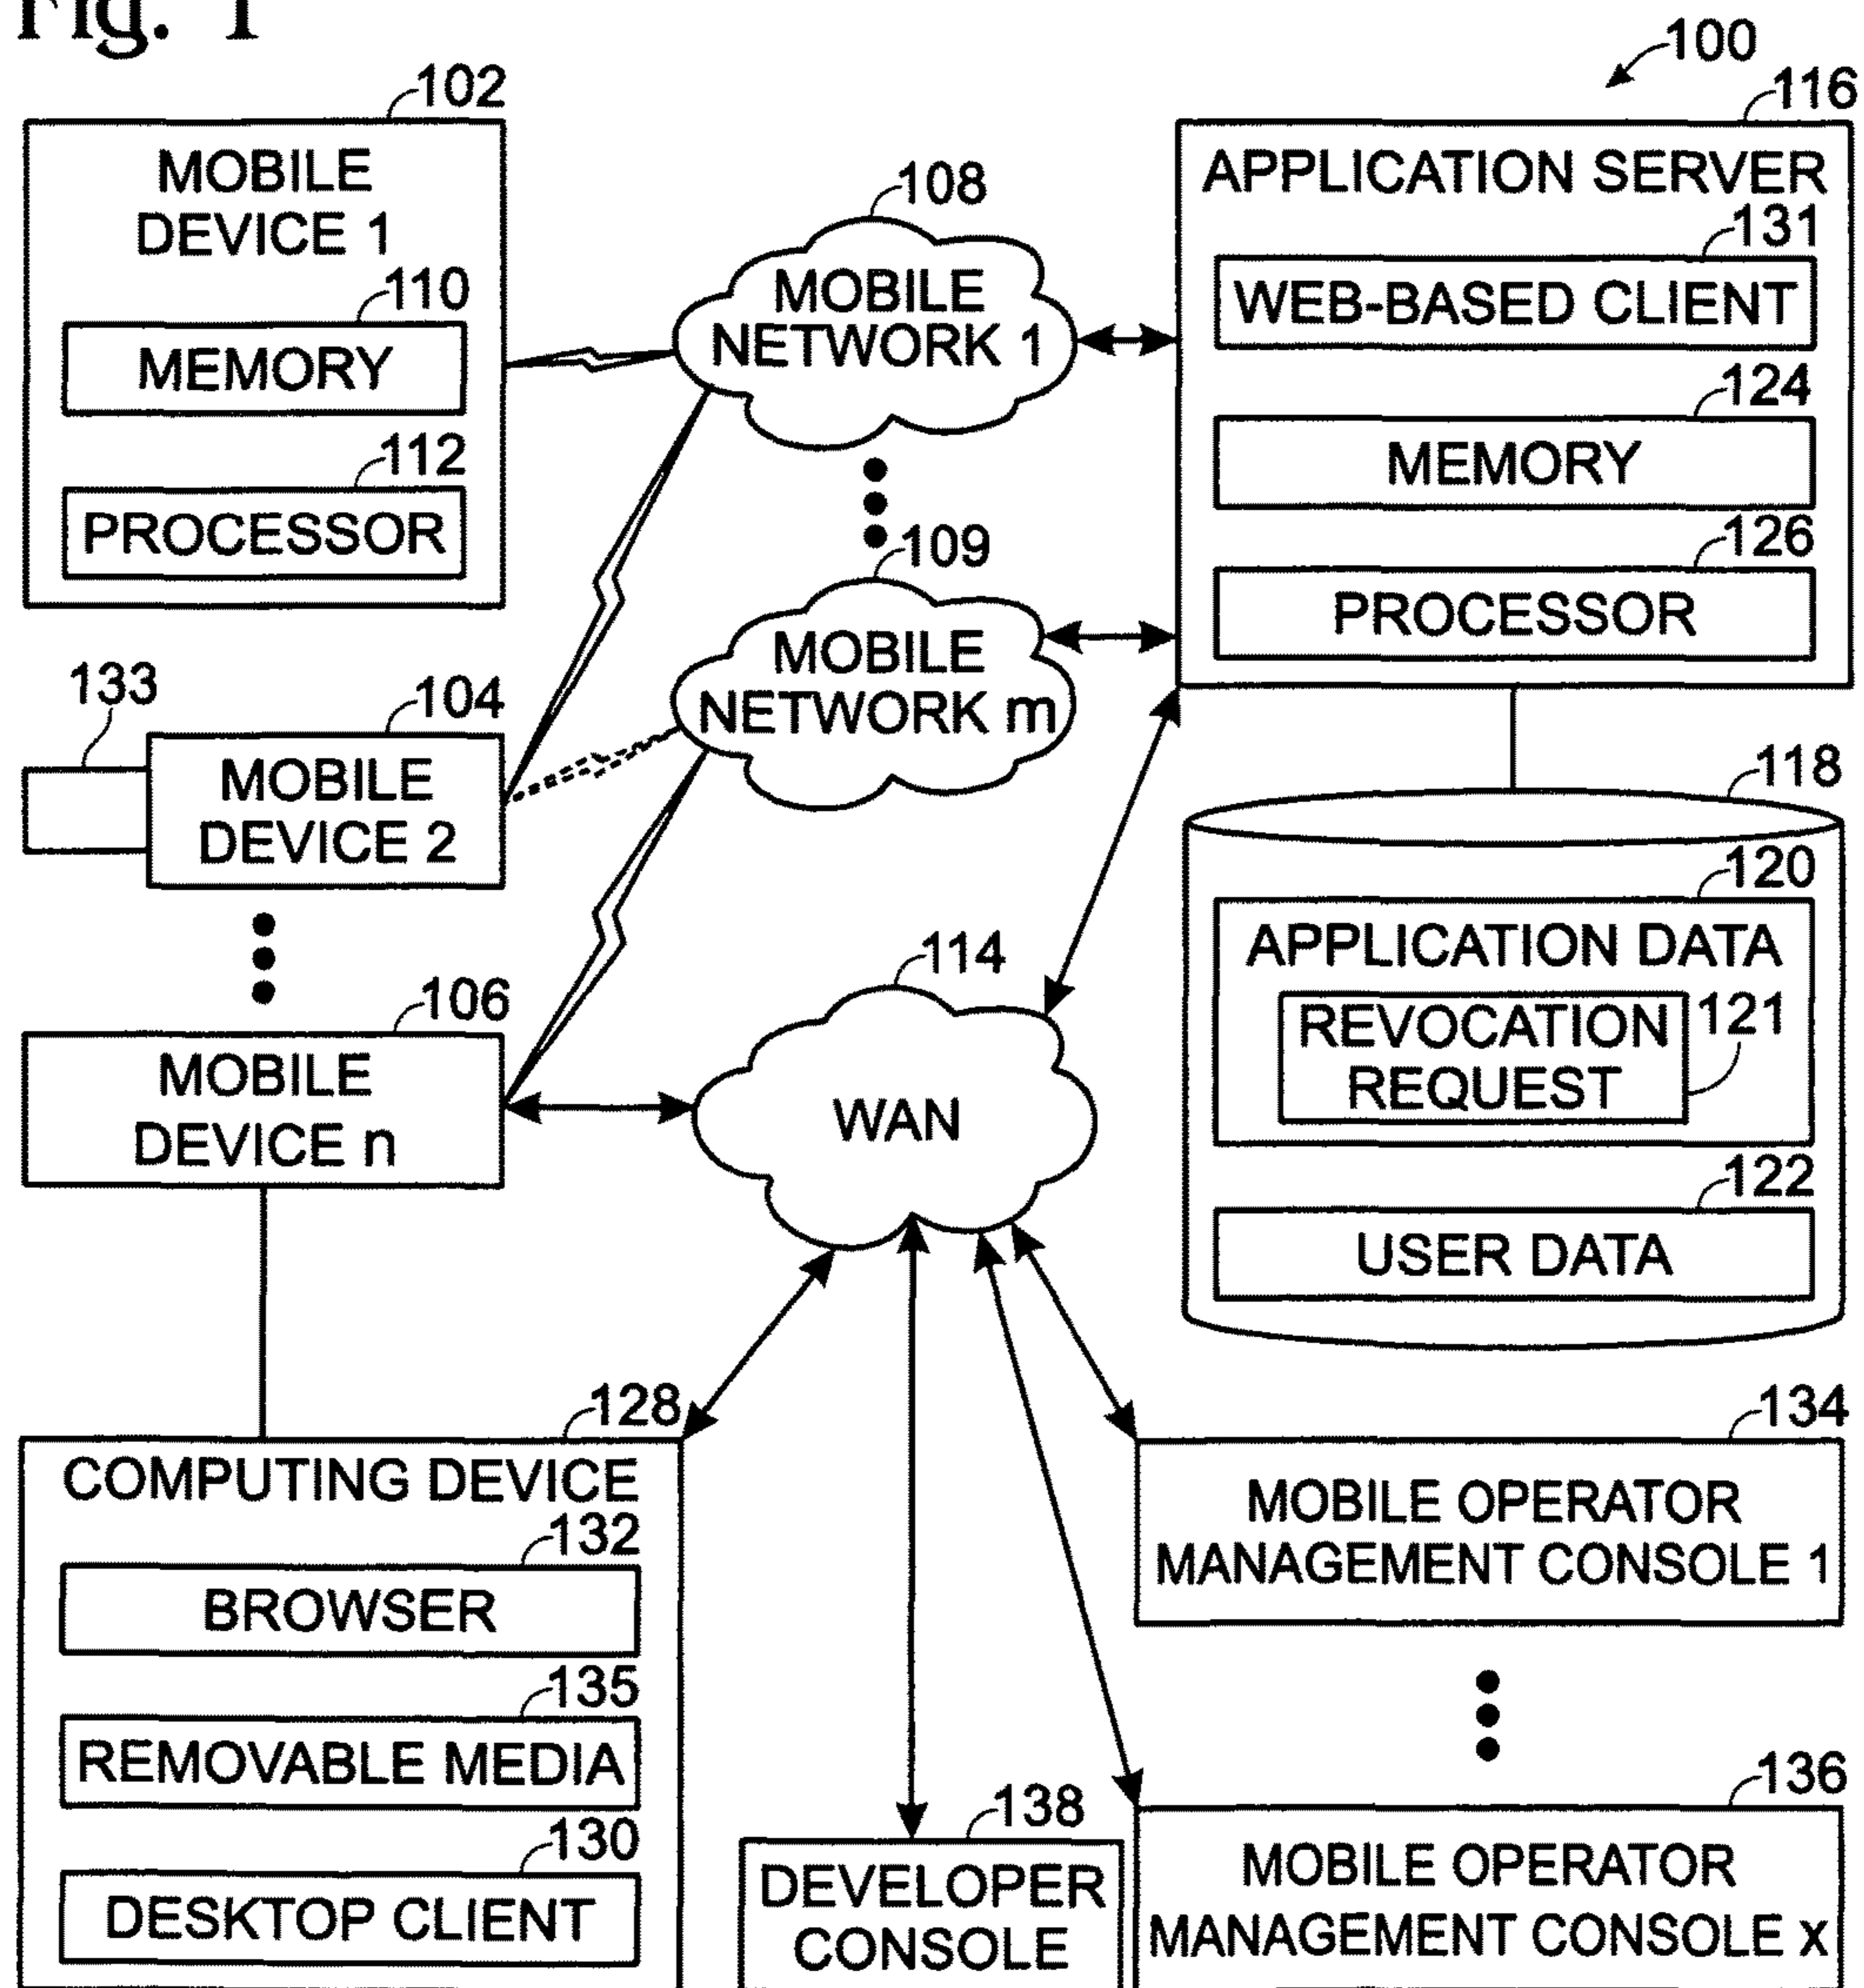 Fig. 1
100
102
MOBILE
DEVICE 1
110
MEMORY
112
PROCESSOR
108
MOBILE
NETWORK 1
116
APPLICATION SERVER
131
WEB-BASED CLIENT
124
MEMORY
126
PROCESSOR
109
MOBILE
NETWORK m
133
104
MOBILE
DEVICE 2
118
120
APPLICATION DATA
REVOCATION
REQUEST
121
122
USER DATA
106
MOBILE
DEVICE n
114
WAN
128
COMPUTING DEVICE
132
BROWSER
135
REMOVABLE MEDIA
130
DESKTOP CLIENT
138
DEVELOPER
CONSOLE
134
MOBILE OPERATOR
MANAGEMENT CONSOLE 1
136
MOBILE OPERATOR
MANAGEMENT CONSOLE x